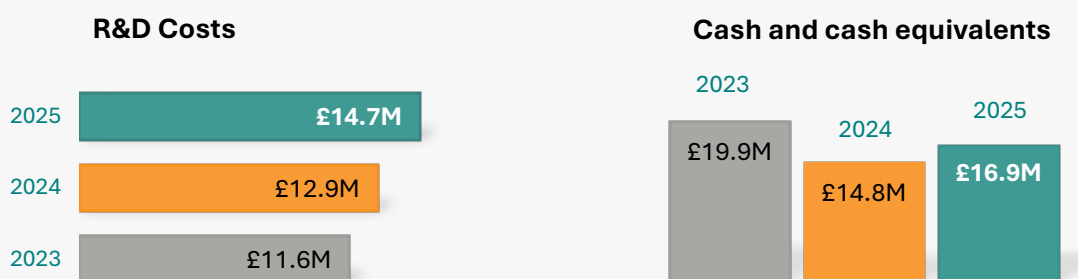 R&D Costs
2025 £14.7M
2024 £12.9M
2023 £11.6M
Cash and cash equivalents
2023
£19.9M
2024
£14.8M
2025
£16.9M